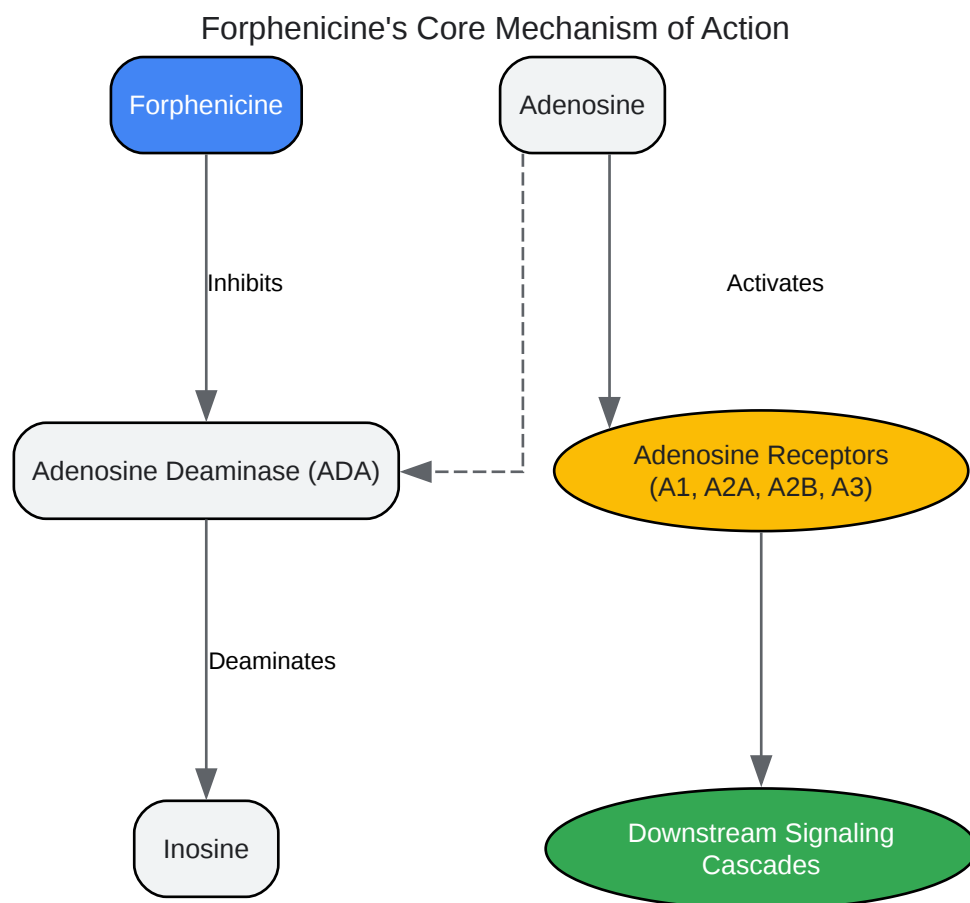 Forphenicine's Core Mechanism of Action
Forphenicine
Adenosine
Inhibits
Activates
Adenosine Deaminase (ADA)
Adenosine Receptors
(A1, A2A, A2B, A3)
Deaminates
Inosine
Downstream Signaling
Cascades